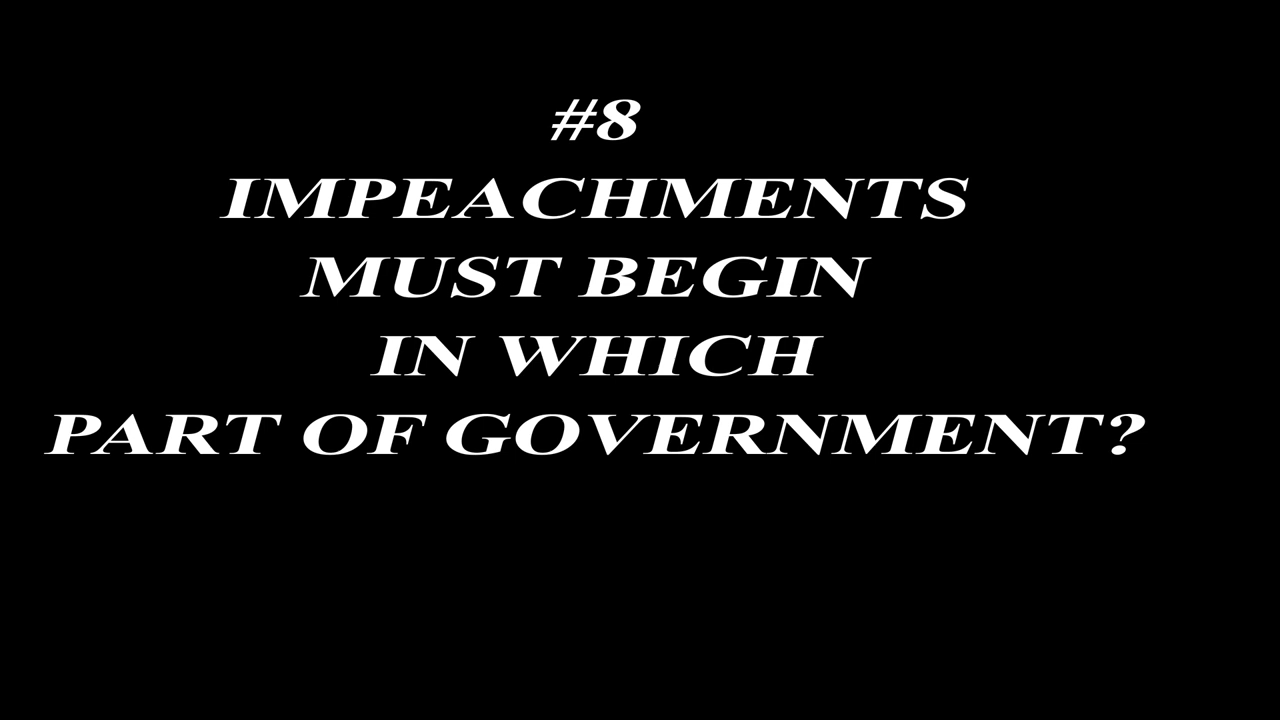 #8
IMPEACHMENTS
MUST BEGIN
IN WHICH
PART OF GOVERNMENT?